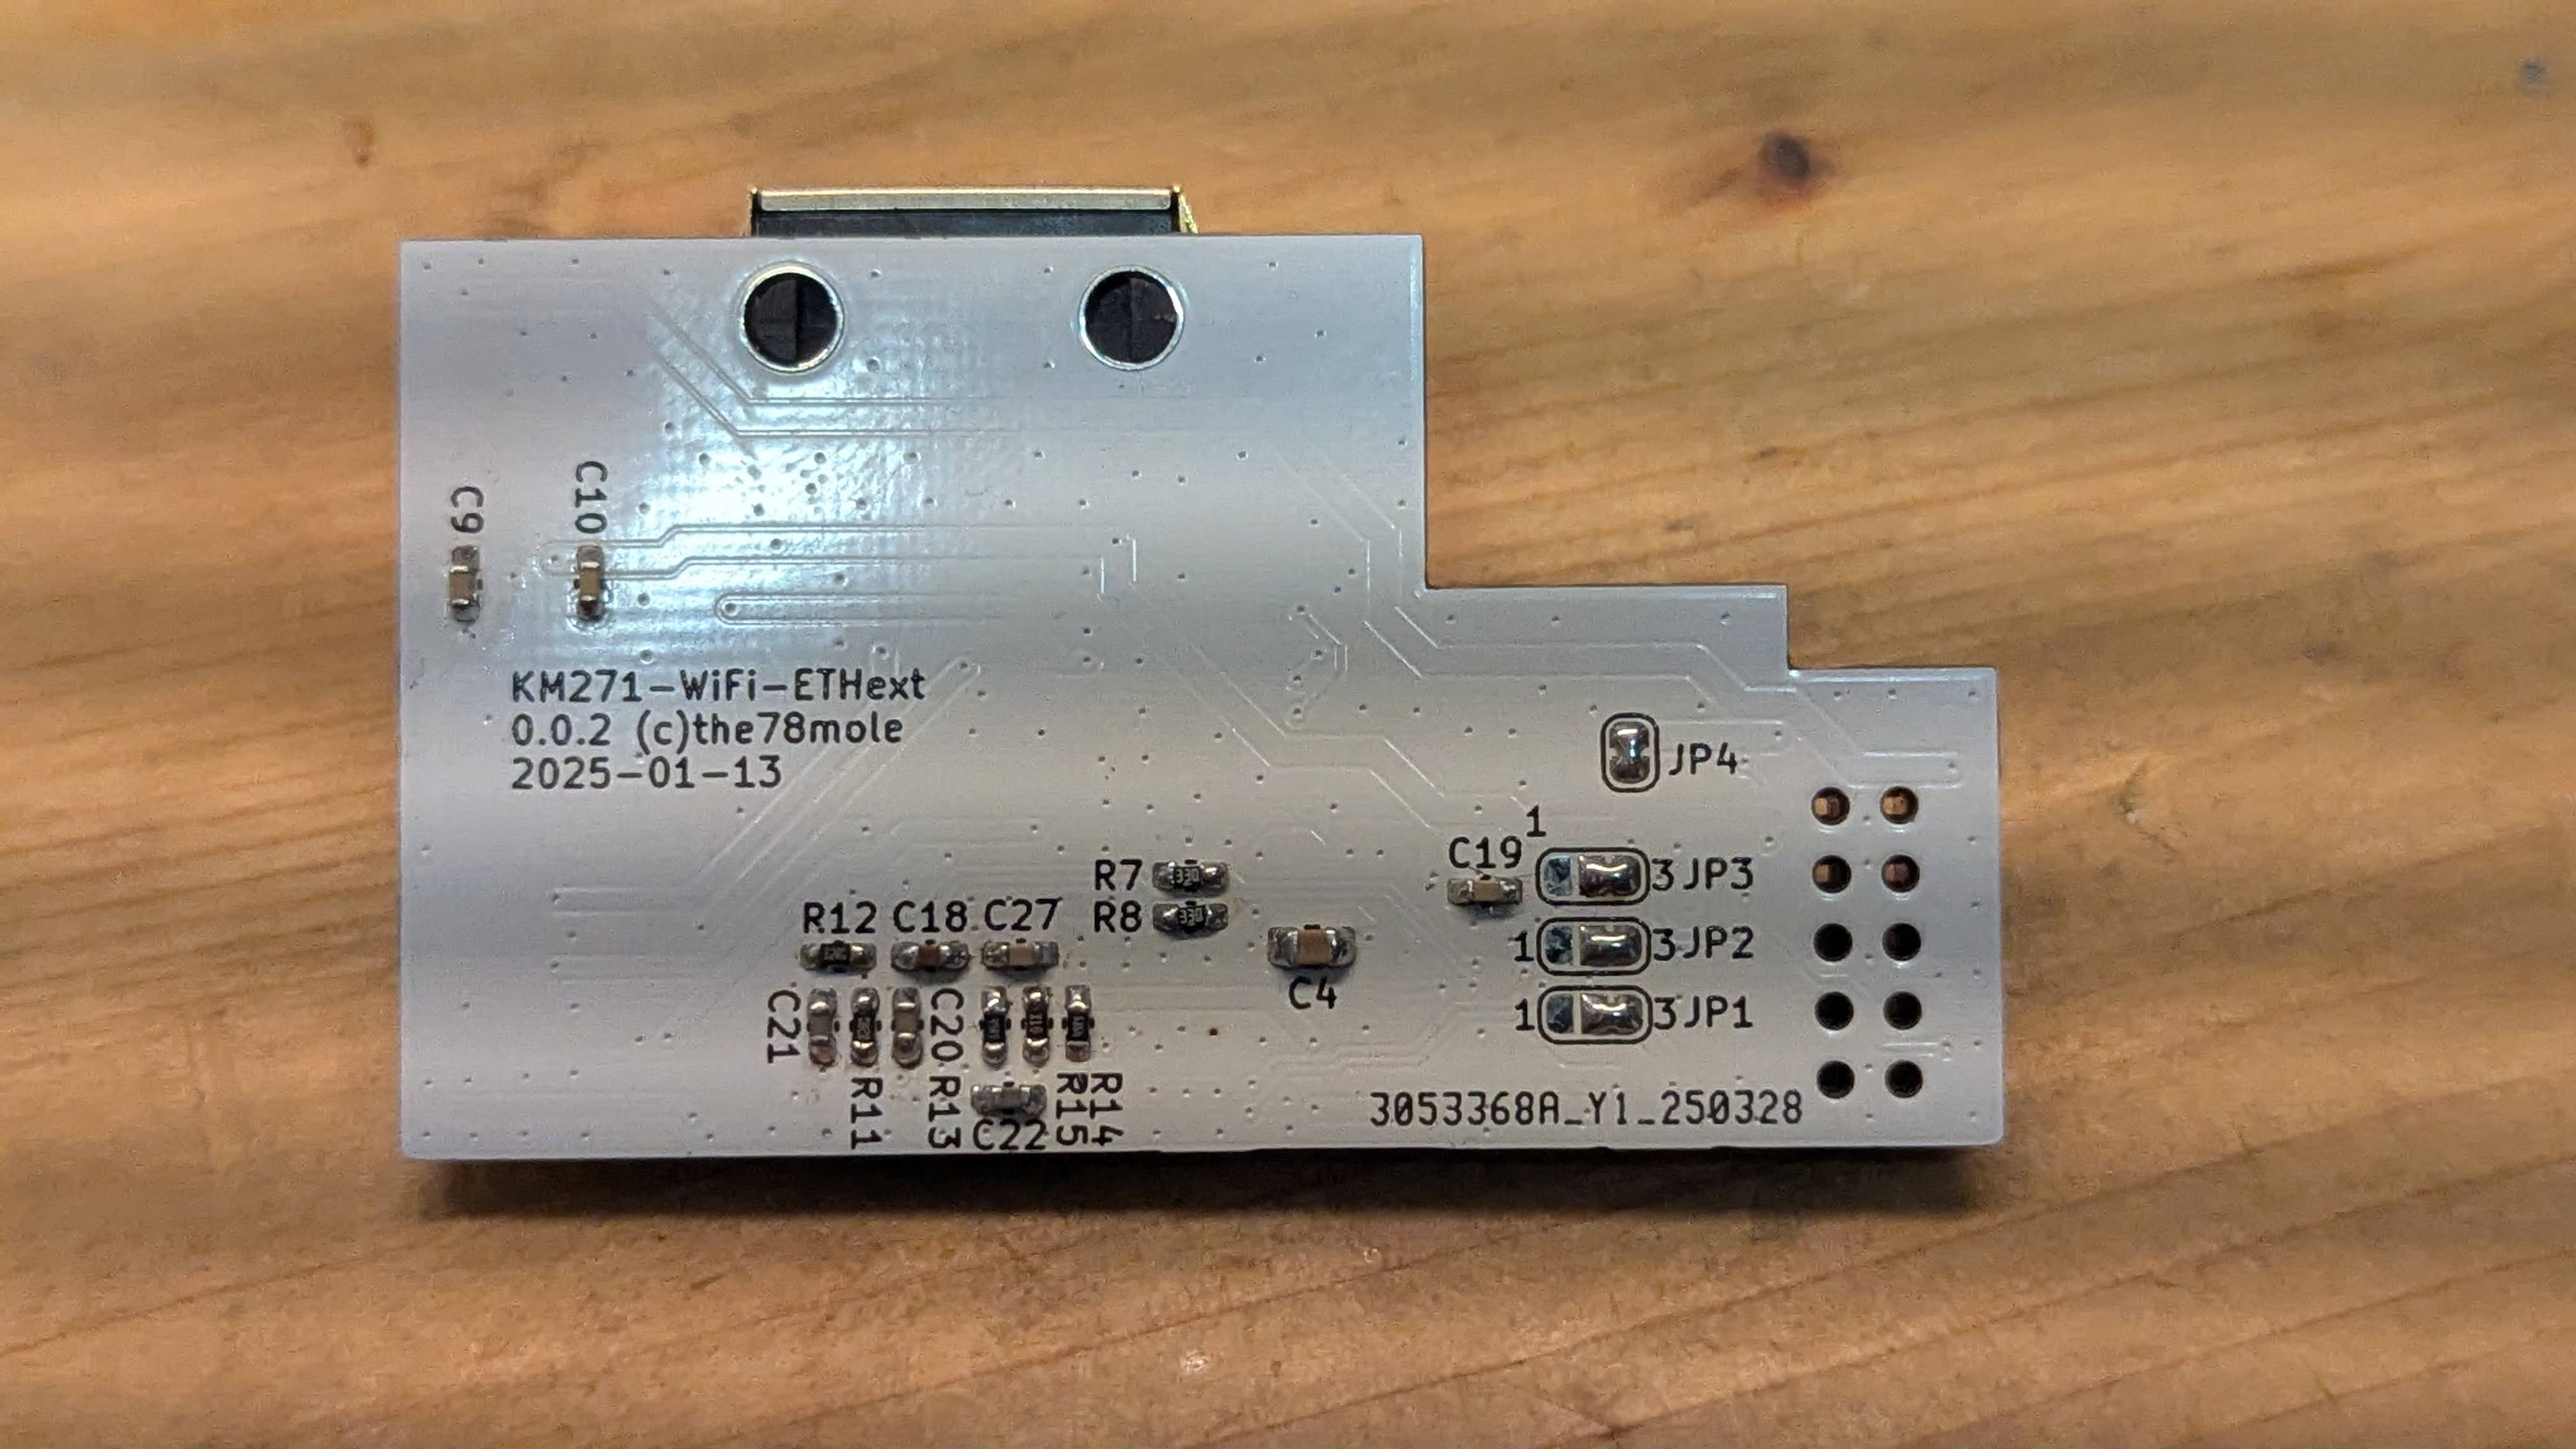 C9
C10
KM271-WiFi-ETHext
0.0.2 (c)the78mole
2025-01-13
JP4
1
C19
3 JP3
R7 330
R8 330
R12 C18 C27
1 3 JP2
C4
C21
C20
1 3 JP1
R11
R13
C22
R15
R14
3053368A_Y1_250328